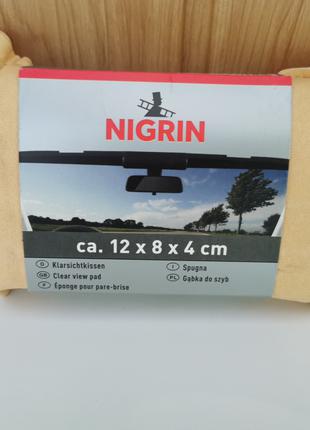 NIGRIN
ca. 12 x 8 x 4 cm
D Klarsichtkissen
GB Clear view pad
F Éponge pour pare-brise
I Spugna
PL Gąbka do szyb